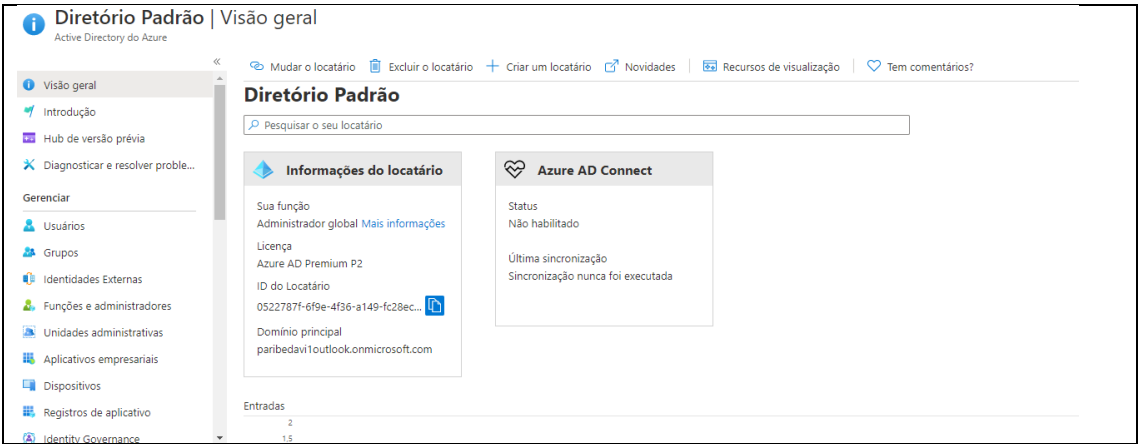 Diretório Padrão | Visão geral
Active Directory do Azure
«
Visão geral
Introdução
Hub de versão prévia
Diagnosticar e resolver proble...
Gerenciar
Usuários
Grupos
Identidades Externas
Funções e administradores
Unidades administrativas
Aplicativos empresariais
Dispositivos
Registros de aplicativo
Identity Governance
Mudar o locatário Excluir o locatário Criar um locatário Novidades Recursos de visualização Tem comentários?
Diretório Padrão
Pesquisar o seu locatário
Informações do locatário
Sua função
Administrador global Mais informações
Licença
Azure AD Premium P2
ID do Locatário
0522787f-6f9e-4f36-a149-fc28ec...
Domínio principal
paribedavi1outlook.onmicrosoft.com
Azure AD Connect
Status
Não habilitado
Última sincronização
Sincronização nunca foi executada
Entradas
2
1.5